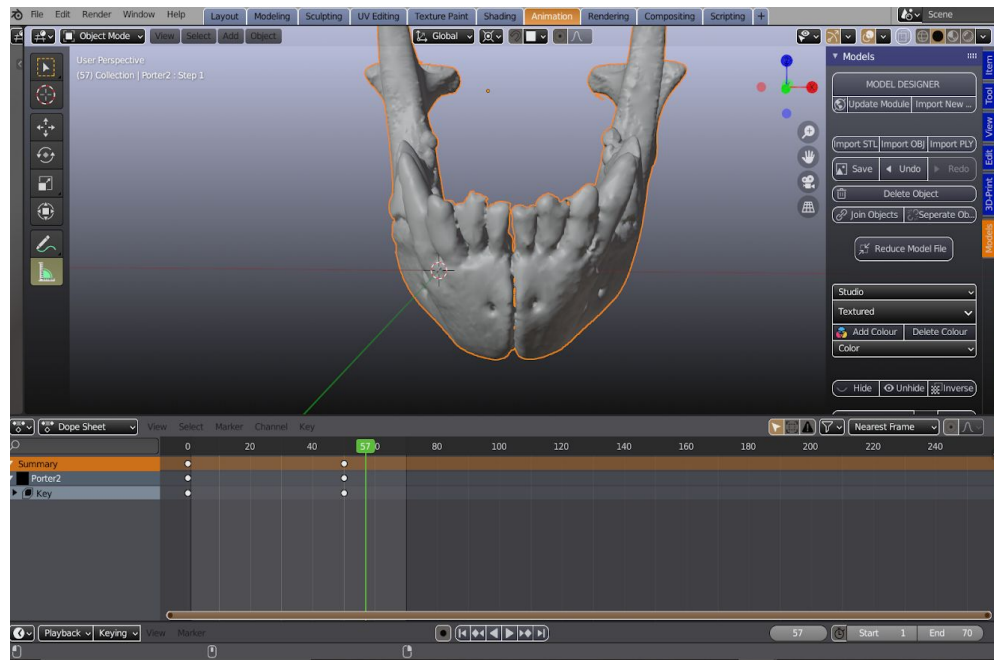 File Edit Render Window Help Layout Modeling Sculpting UV Editing Texture Paint Shading Animation Rendering Compositing Scripting + Scene
Object Mode View Select Add Object Global
User Perspective
(57) Collection | Porter2 : Step 1
X
Models
MODEL DESIGNER
Update Module Import New ...
Import STL Import OBJ Import PLY
Save Undo Redo
Delete Object
Join Objects Seperate Ob...
Reduce Model File
Studio
Textured
Add Colour Delete Colour
Color
Hide Unhide Inverse
Item
Tool
View
Edit
3D-Print
Models
Dope Sheet View Select Marker Channel Key Nearest Frame
0 20 40 57 80 100 120 140 160 180 200 220 240
Summary
Porter2
Key
Playback Keying View Marker 57 Start 1 End 70